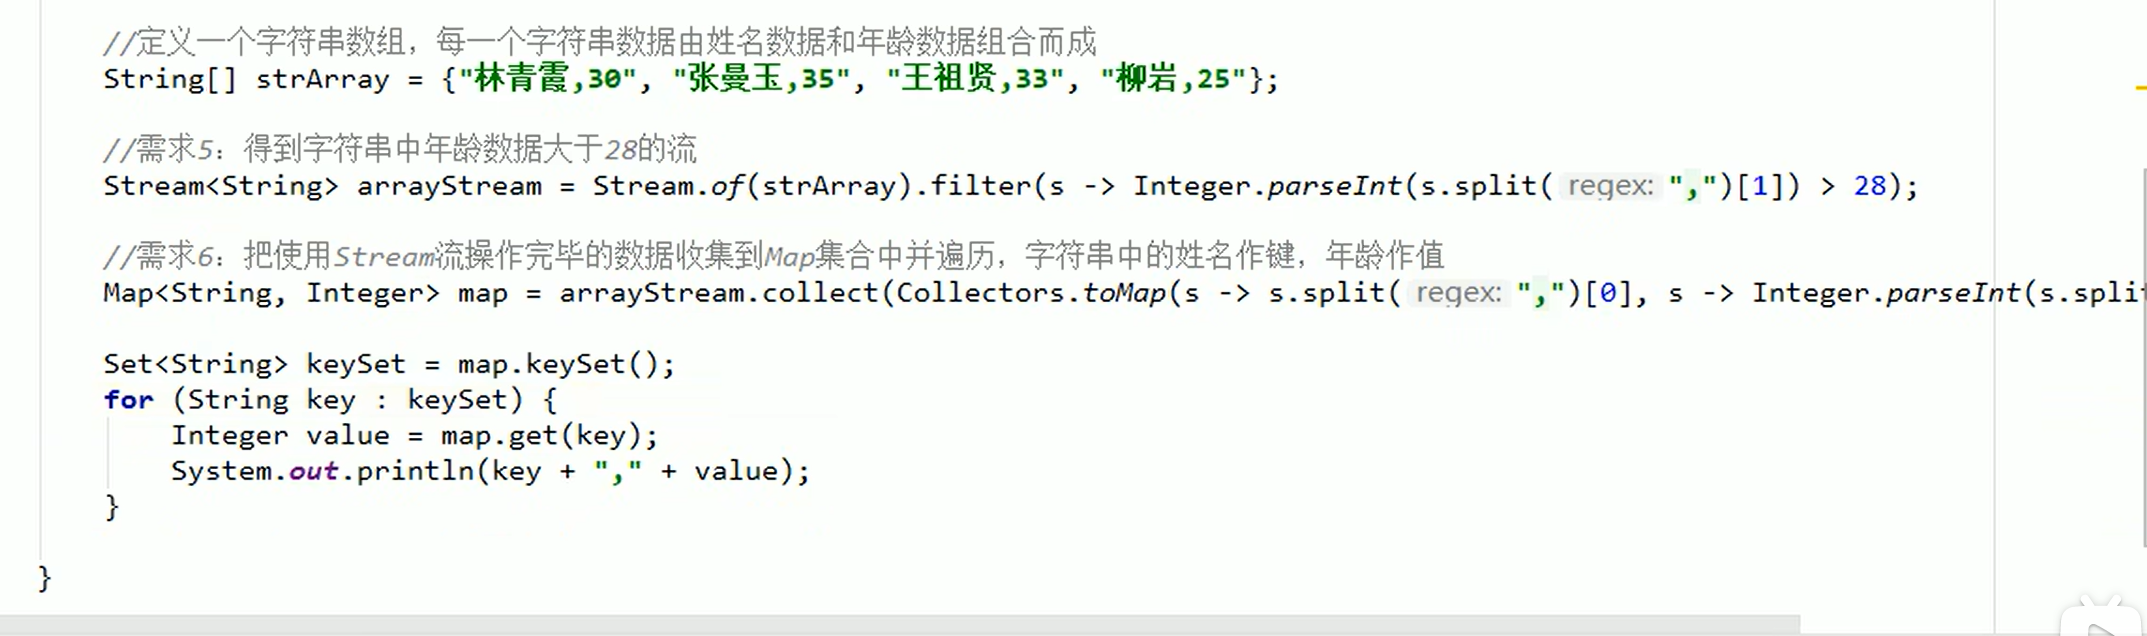 //定义一个字符串数组，每一个字符串数据由姓名数据和年龄数据组合而成
String[] strArray = {"林青霞,30", "张曼玉,35", "王祖贤,33", "柳岩,25"};
//需求5：得到字符串中年龄数据大于28的流
Stream<String> arrayStream = Stream.of(strArray).filter(s -> Integer.parseInt(s.split( regex: ",")[1]) > 28);
//需求6：把使用Stream流操作完毕的数据收集到Map集合中并遍历，字符串中的姓名作键，年龄作值
Map<String, Integer> map = arrayStream.collect(Collectors.toMap(s -> s.split( regex: ",")[0], s -> Integer.parseInt(s.split
Set<String> keySet = map.keySet();
for (String key : keySet) {
Integer value = map.get(key);
System.out.println(key + "," + value);
}
}